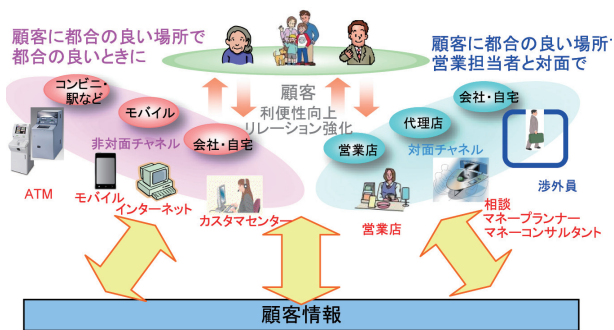 顧客に都合の良い場所で
都合の良いときに
顧客に都合の良い場所で
営業担当者と対面で
コンビニ・
駅など
モバイル
会社・自宅
非対面チャネル
顧客
利便性向上
リレーション強化
会社・自宅
代理店
営業店
対面チャネル
ATM
モバイル
インターネット
カスタマセンター
営業店
相談
マネープランナー
マネーコンサルタント
渉外員
顧客情報